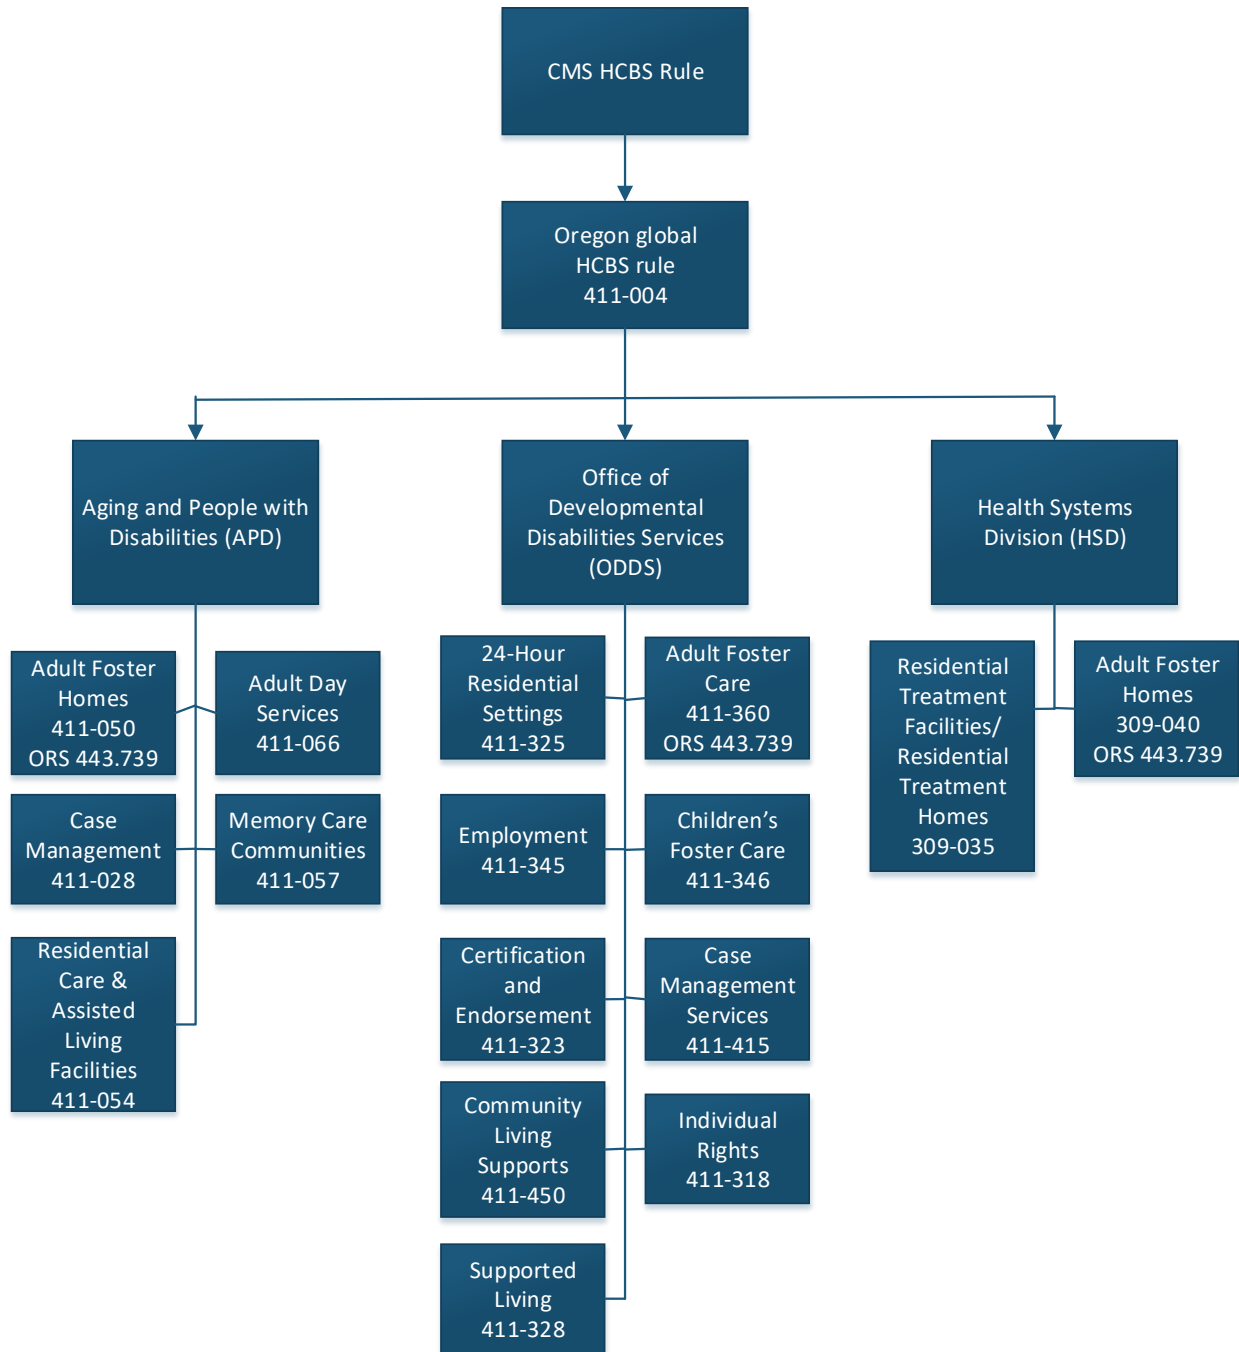 CMS HCBS Rule
Oregon global
HCBS rule
411-004
Aging and People with
Disabilities (APD)
Office of
Developmental
Disabilities Services
(ODDS)
Health Systems
Division (HSD)
Adult Foster
Homes
411-050
ORS 443.739
Adult Day
Services
411-066
Case
Management
411-028
Memory Care
Communities
411-057
Residential
Care &
Assisted
Living
Facilities
411-054
24-Hour
Residential
Settings
411-325
Adult Foster
Care
411-360
ORS 443.739
Employment
411-345
Children’s
Foster Care
411-346
Certification
and
Endorsement
411-323
Case
Management
Services
411-415
Community
Living
Supports
411-450
Individual
Rights
411-318
Supported
Living
411-328
Residential
Treatment
Facilities/
Residential
Treatment
Homes
309-035
Adult Foster
Homes
309-040
ORS 443.739